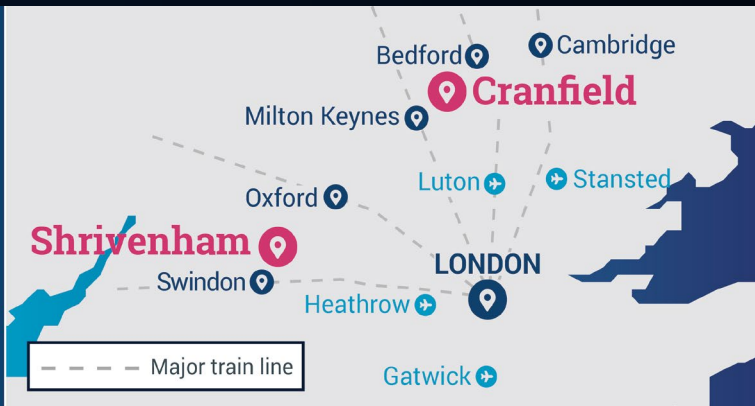 Bedford
Cambridge
Cranfield
Milton Keynes
Luton
Stansted
Oxford
Shrivenham
LONDON
Swindon
Heathrow
Major train line
Gatwick